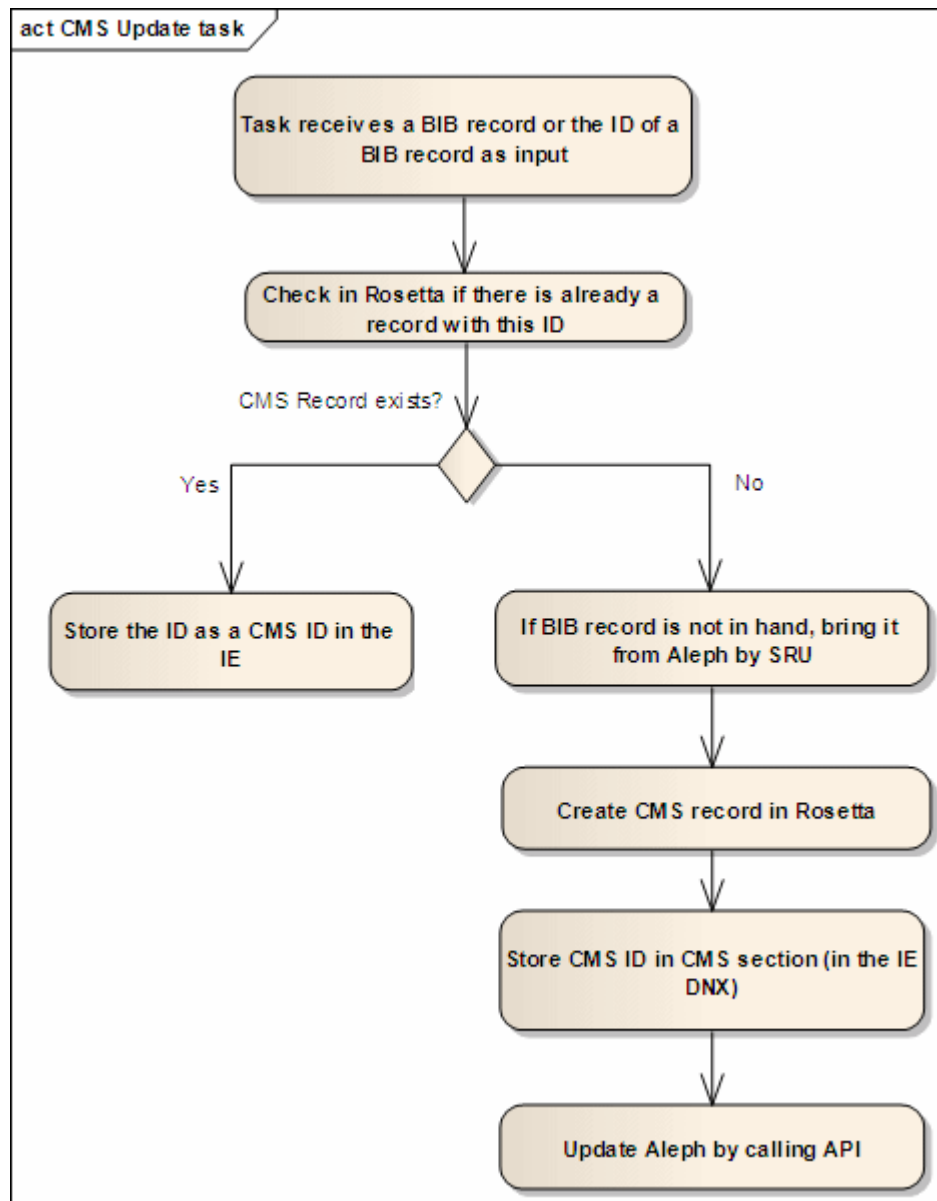 act CMS Update task
Task receives a BIB record or the ID of a
BIB record as input
Check in Rosetta if there is already a
record with this ID
CMS Record exists?
Yes
No
Store the ID as a CMS ID in the
IE
If BIB record is not in hand, bring it
from Aleph by SRU
Create CMS record in Rosetta
Store CMS ID in CMS section (in the IE
DNX)
Update Aleph by calling API